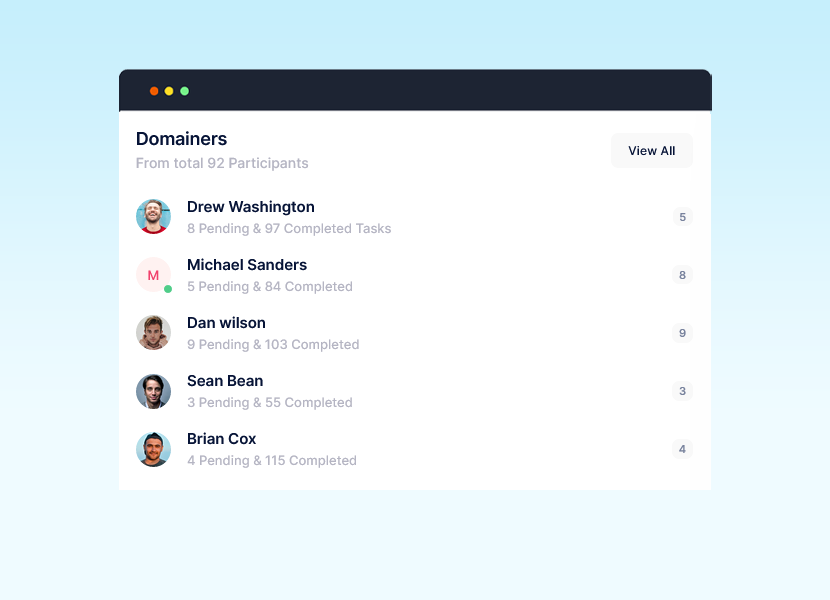 Domainers
From total 92 Participants
View All
Drew Washington
8 Pending & 97 Completed Tasks
5
M
Michael Sanders
5 Pending & 84 Completed
8
Dan wilson
9 Pending & 103 Completed
9
Sean Bean
3 Pending & 55 Completed
3
Brian Cox
4 Pending & 115 Completed
4